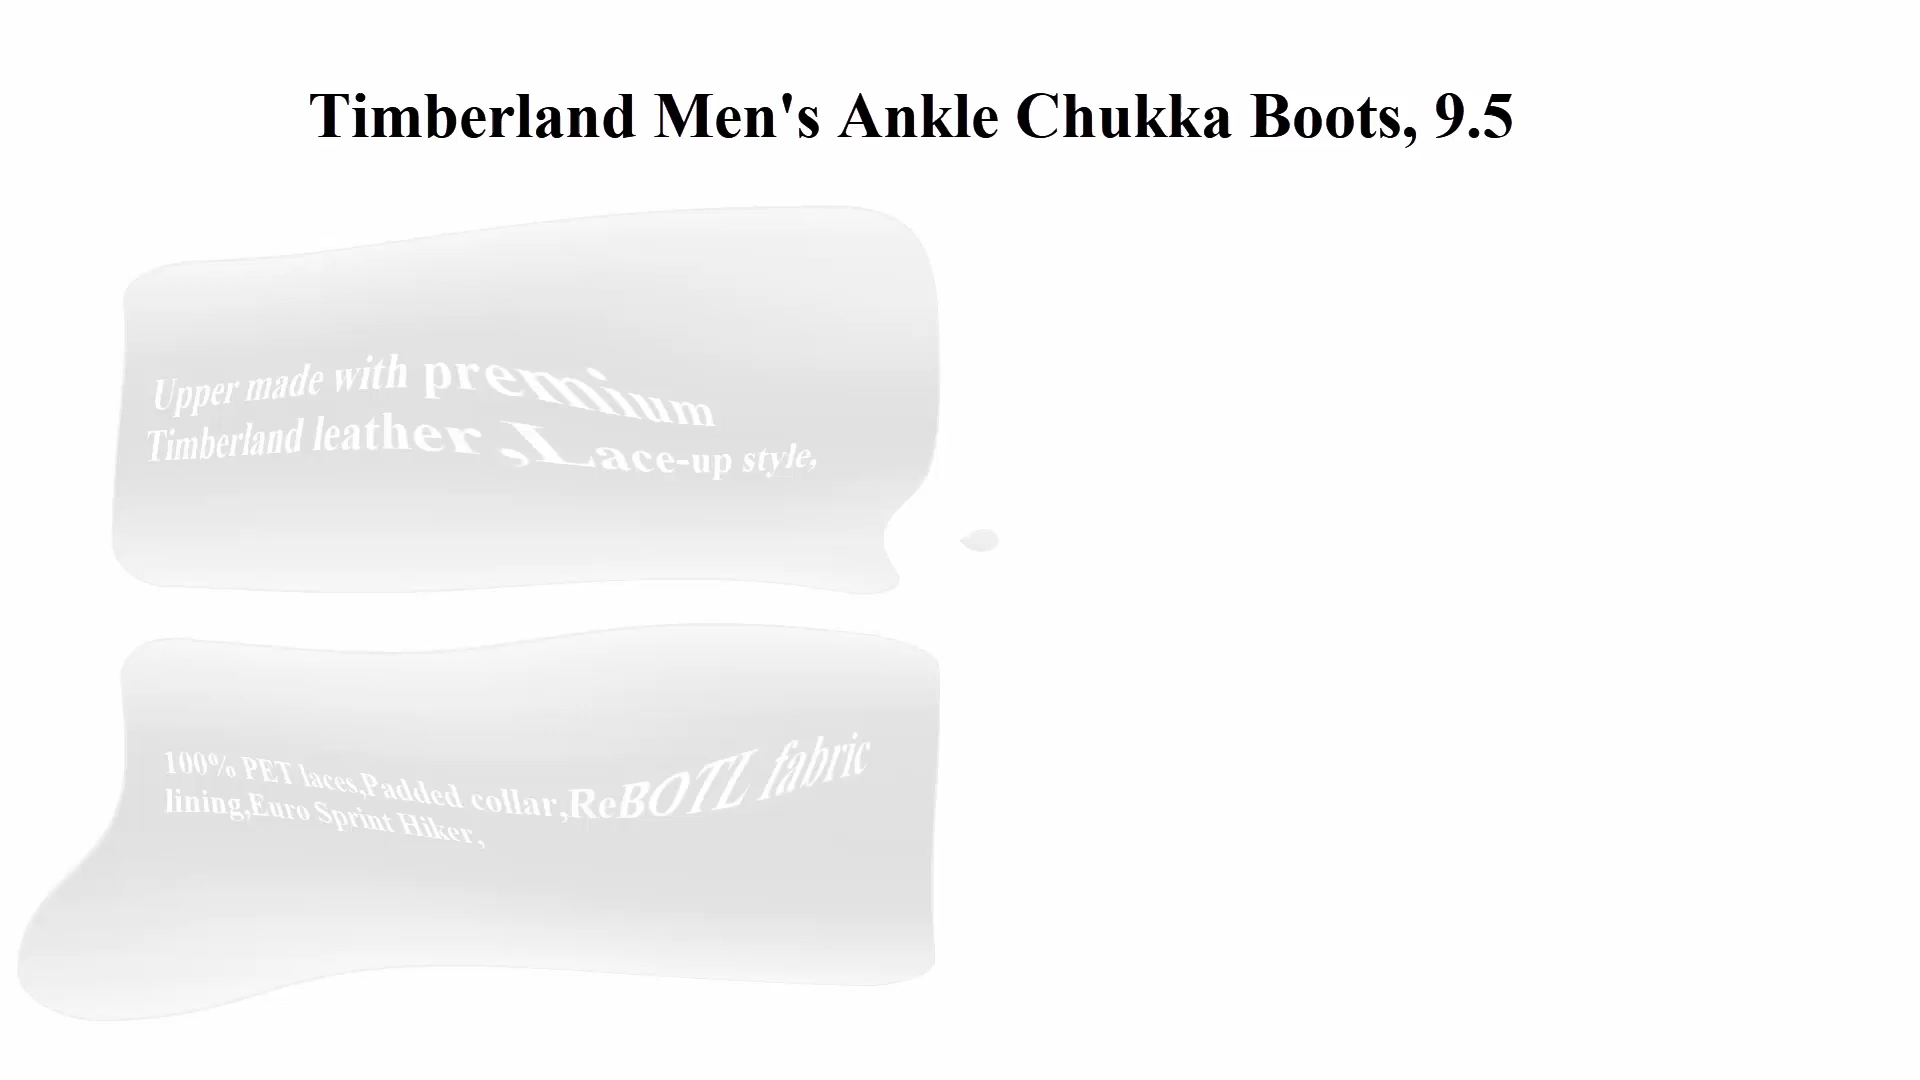 Timberland Men's Ankle Chukka Boots, 9.5
Upper made with premium
Timberland leather ,Lace-up style,
100% PET laces,Padded collar,ReBOTL fabric
lining,Euro Sprint Hiker,